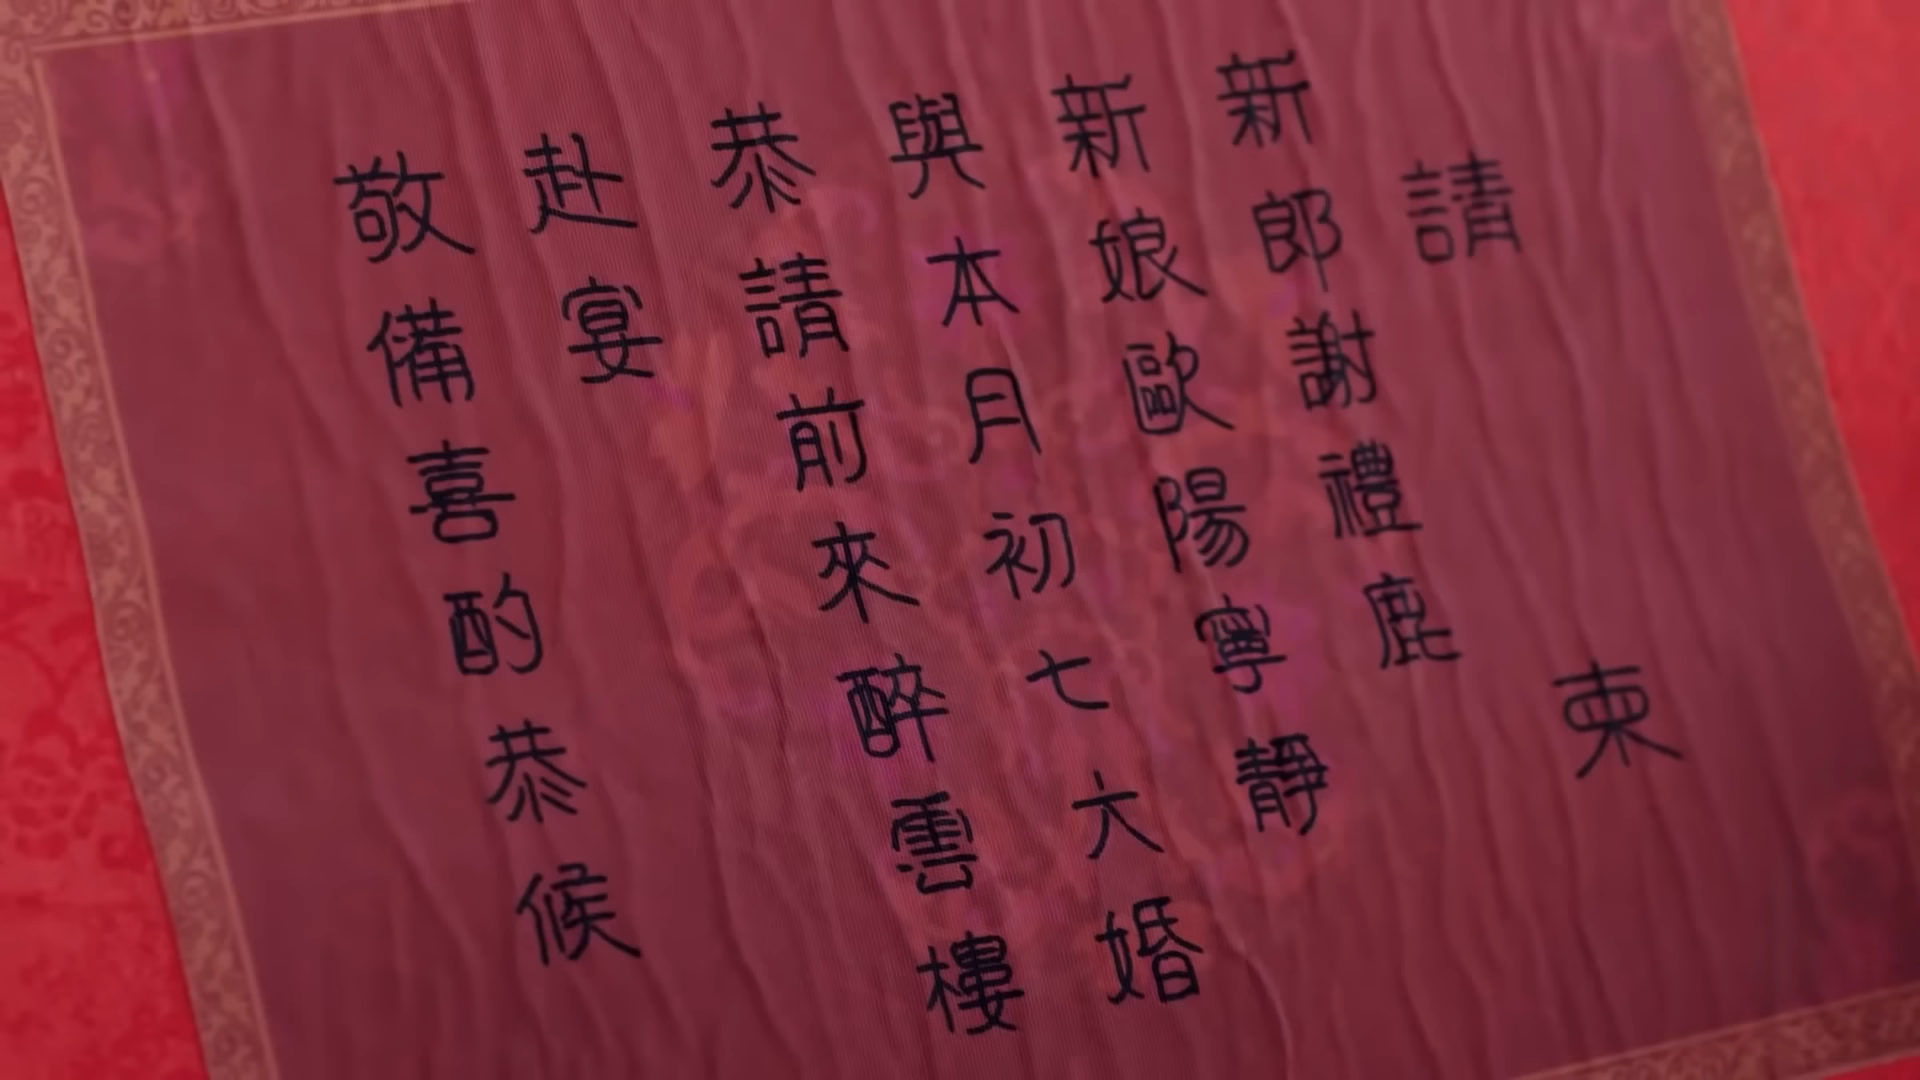 請柬
新郎謝禮鹿
新娘歐陽寧靜
與本月初七大婚
恭請前來醉雲樓
赴宴
敬備喜酌恭候